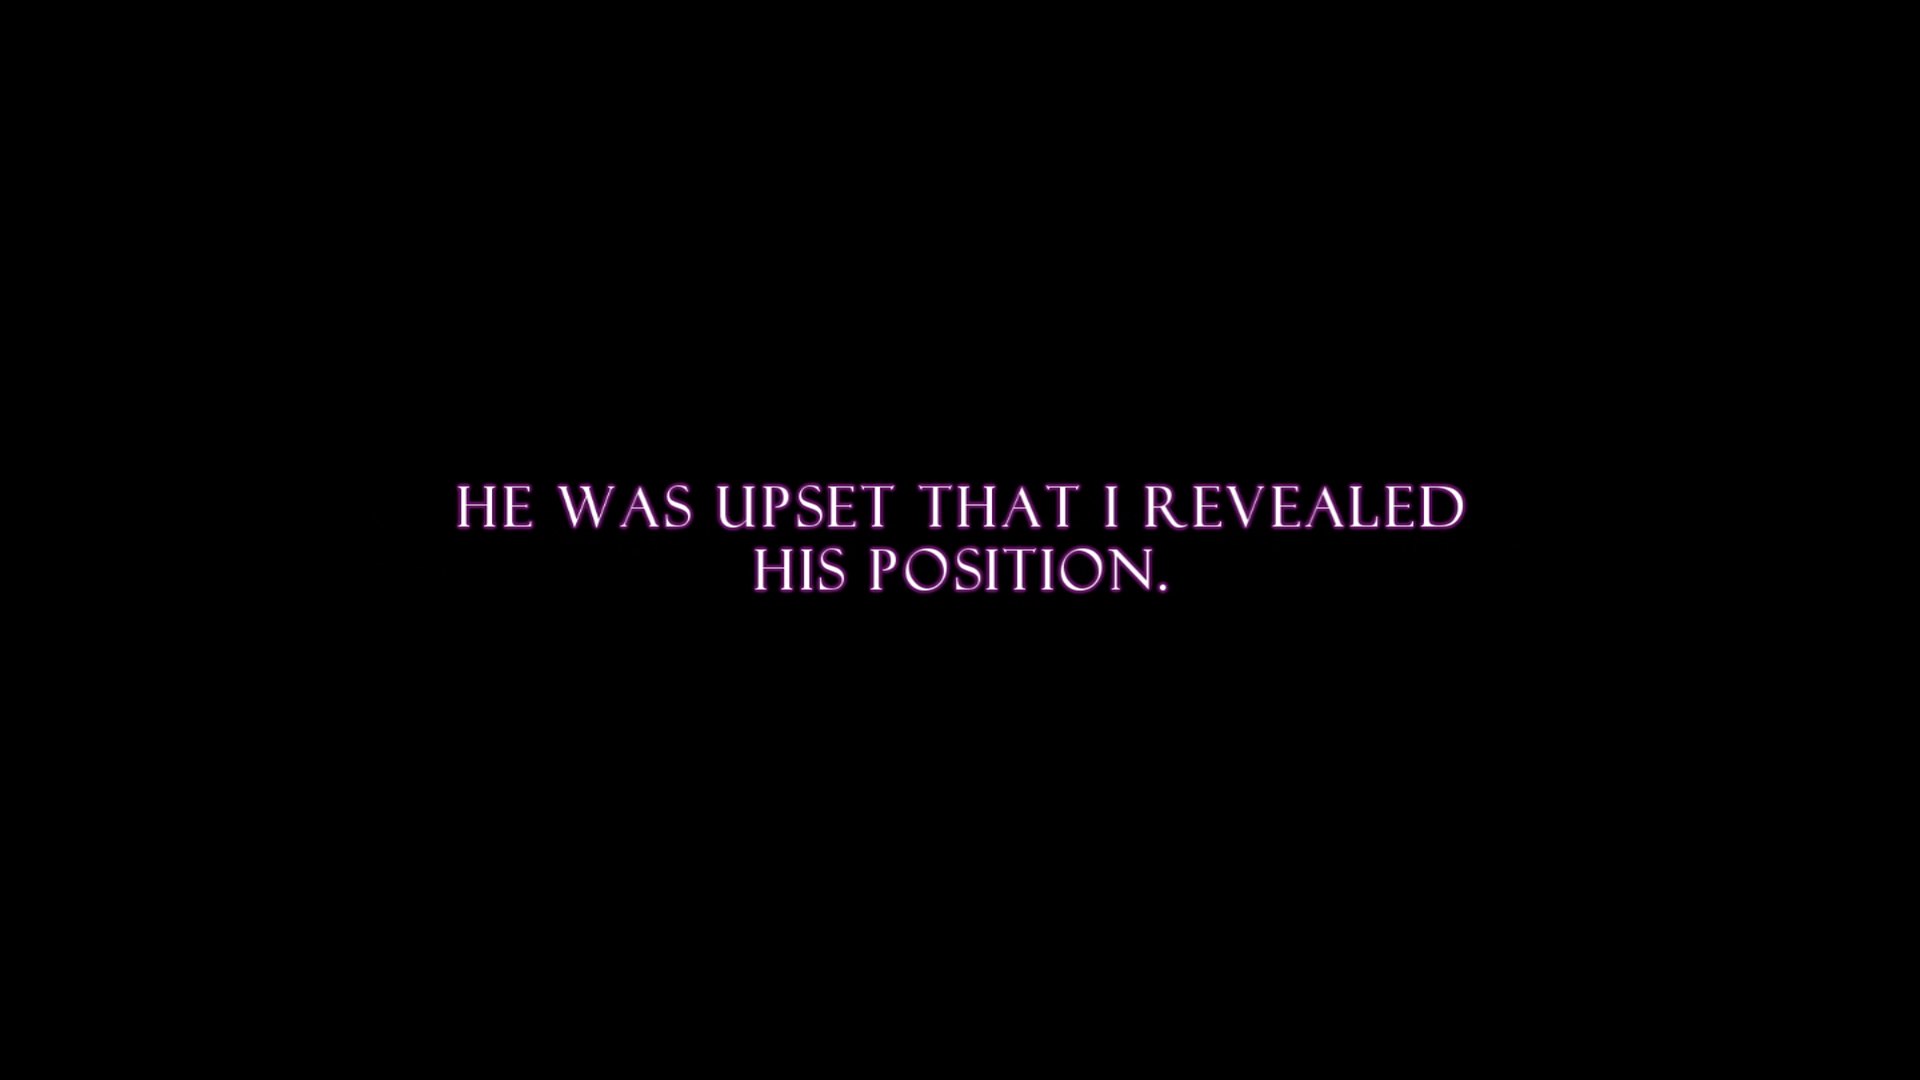 HE WAS UPSET THAT I REVEALED
HIS POSITION.